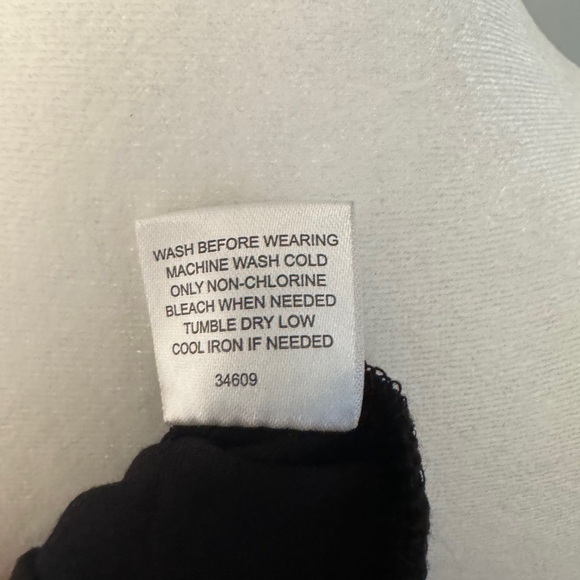 WASH BEFORE WEARING
MACHINE WASH COLD
ONLY NON-CHLORINE
BLEACH WHEN NEEDED
TUMBLE DRY LOW
COOL IRON IF NEEDED
34609